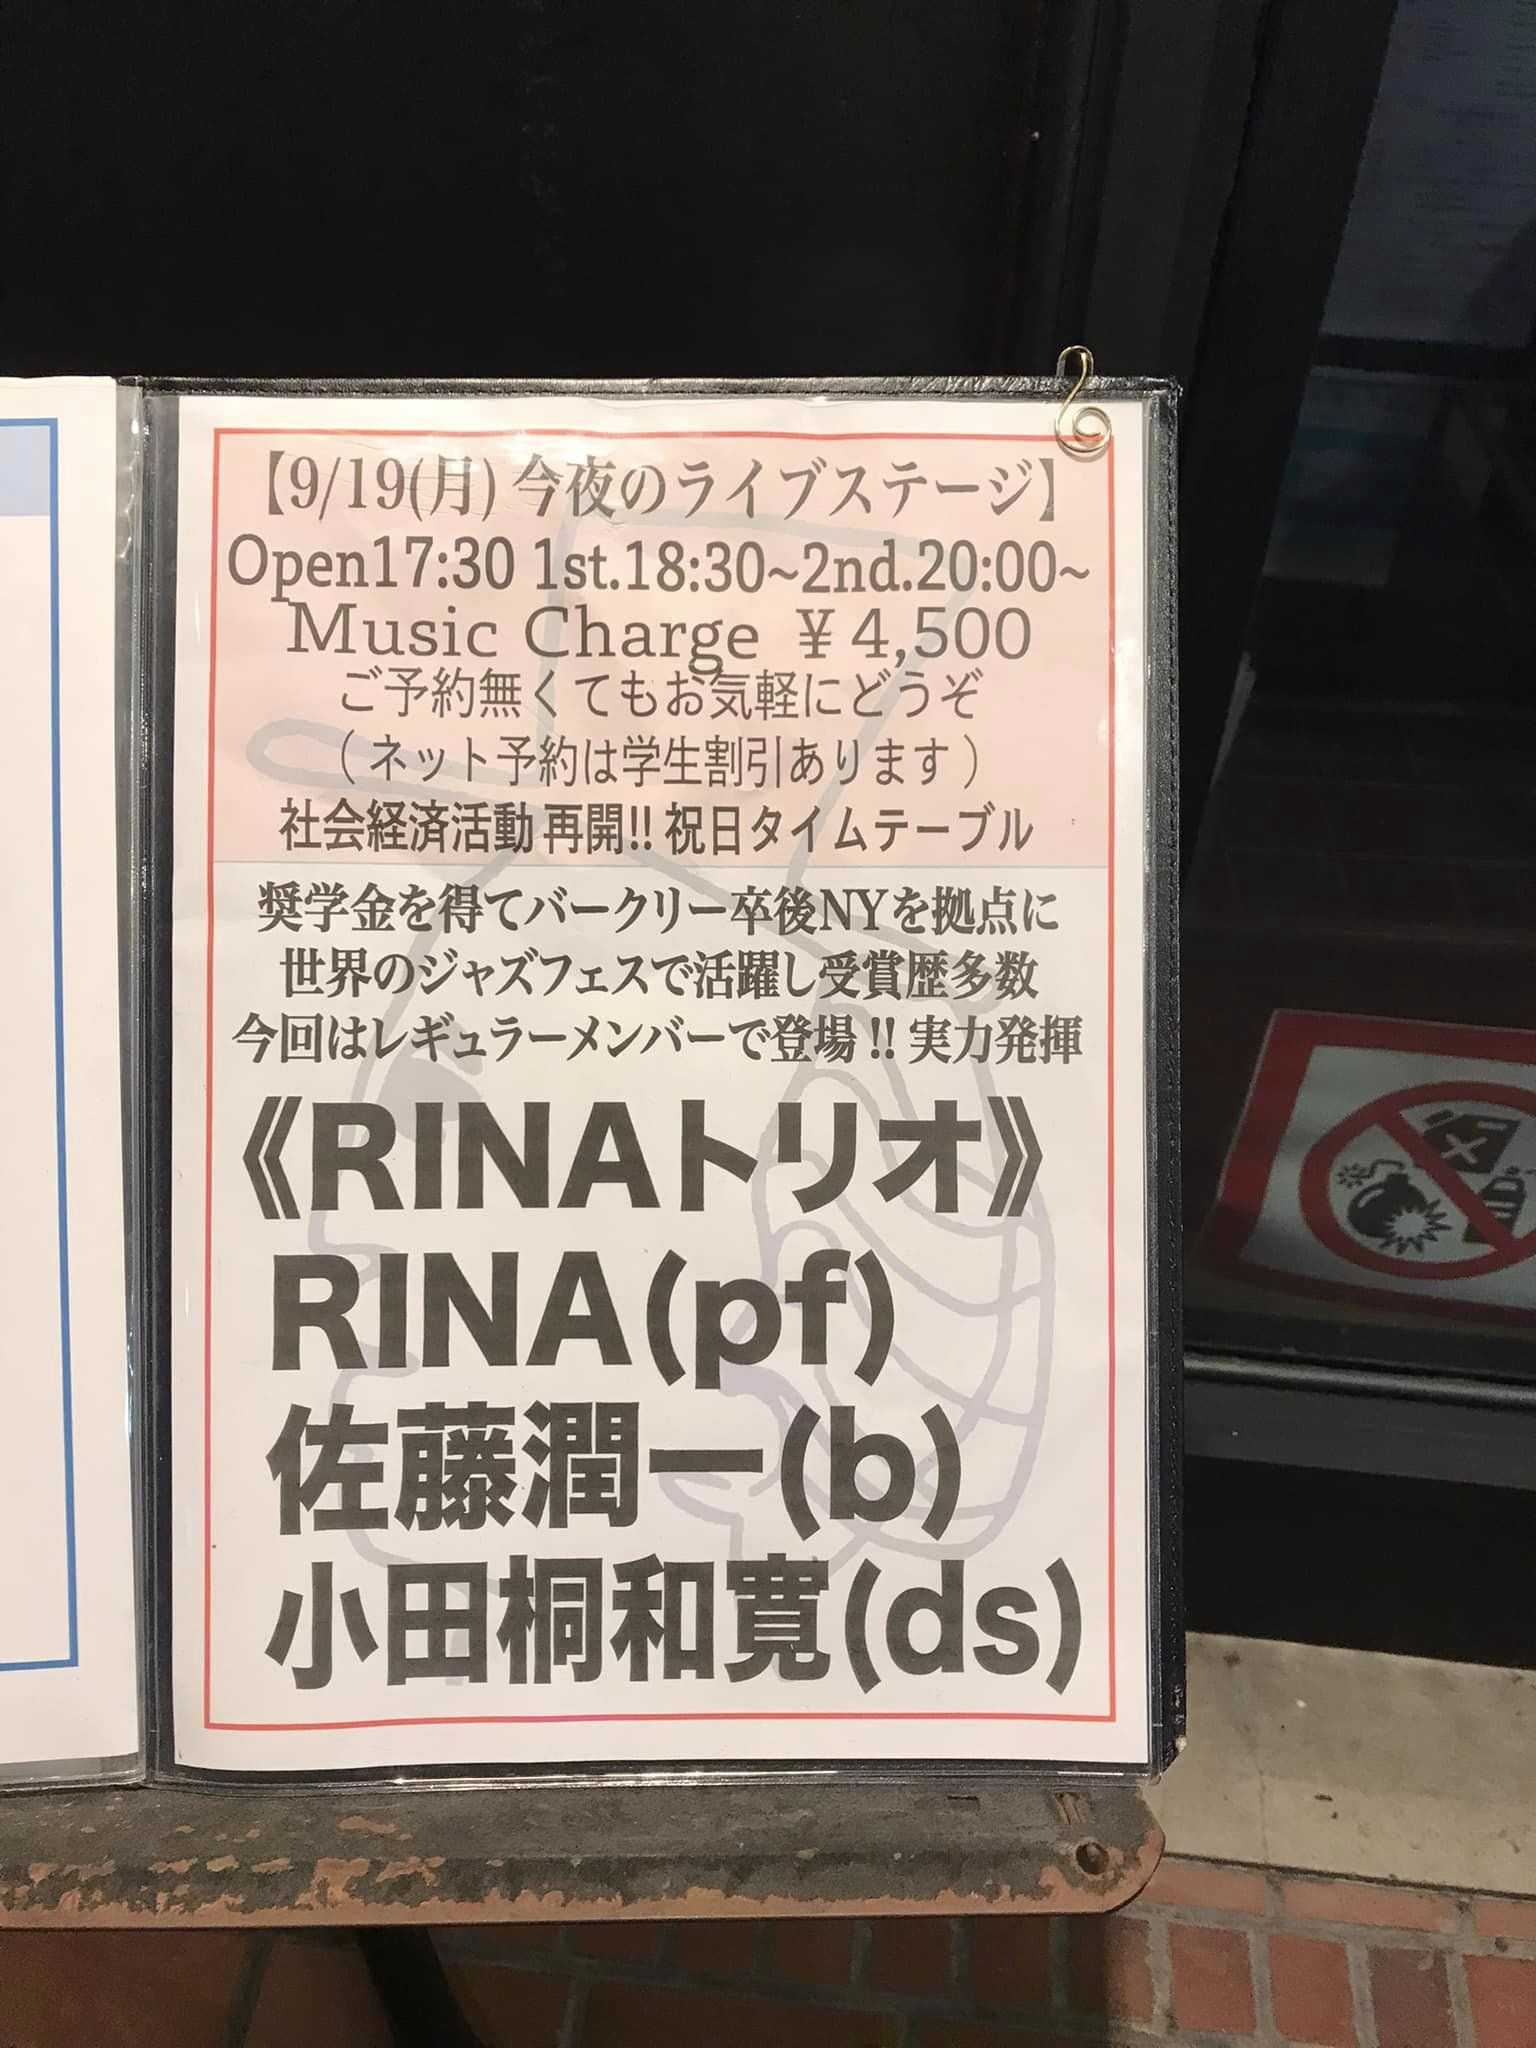 【9/19(月) 今夜のライブステージ】
Open17:30 1st.18:30~2nd.20:00~
Music Charge ￥4,500
ご予約無くてもお気軽にどうぞ
（ネット予約は学生割引あります）
社会経済活動 再開!! 祝日タイムテーブル
奨学金を得てバークリー卒後NYを拠点に
世界のジャズフェスで活躍し受賞歴多数
今回はレギュラーメンバーで登場!! 実力発揮
《RINAトリオ》
RINA(pf)
佐藤潤一(b)
小田桐和寛(ds)